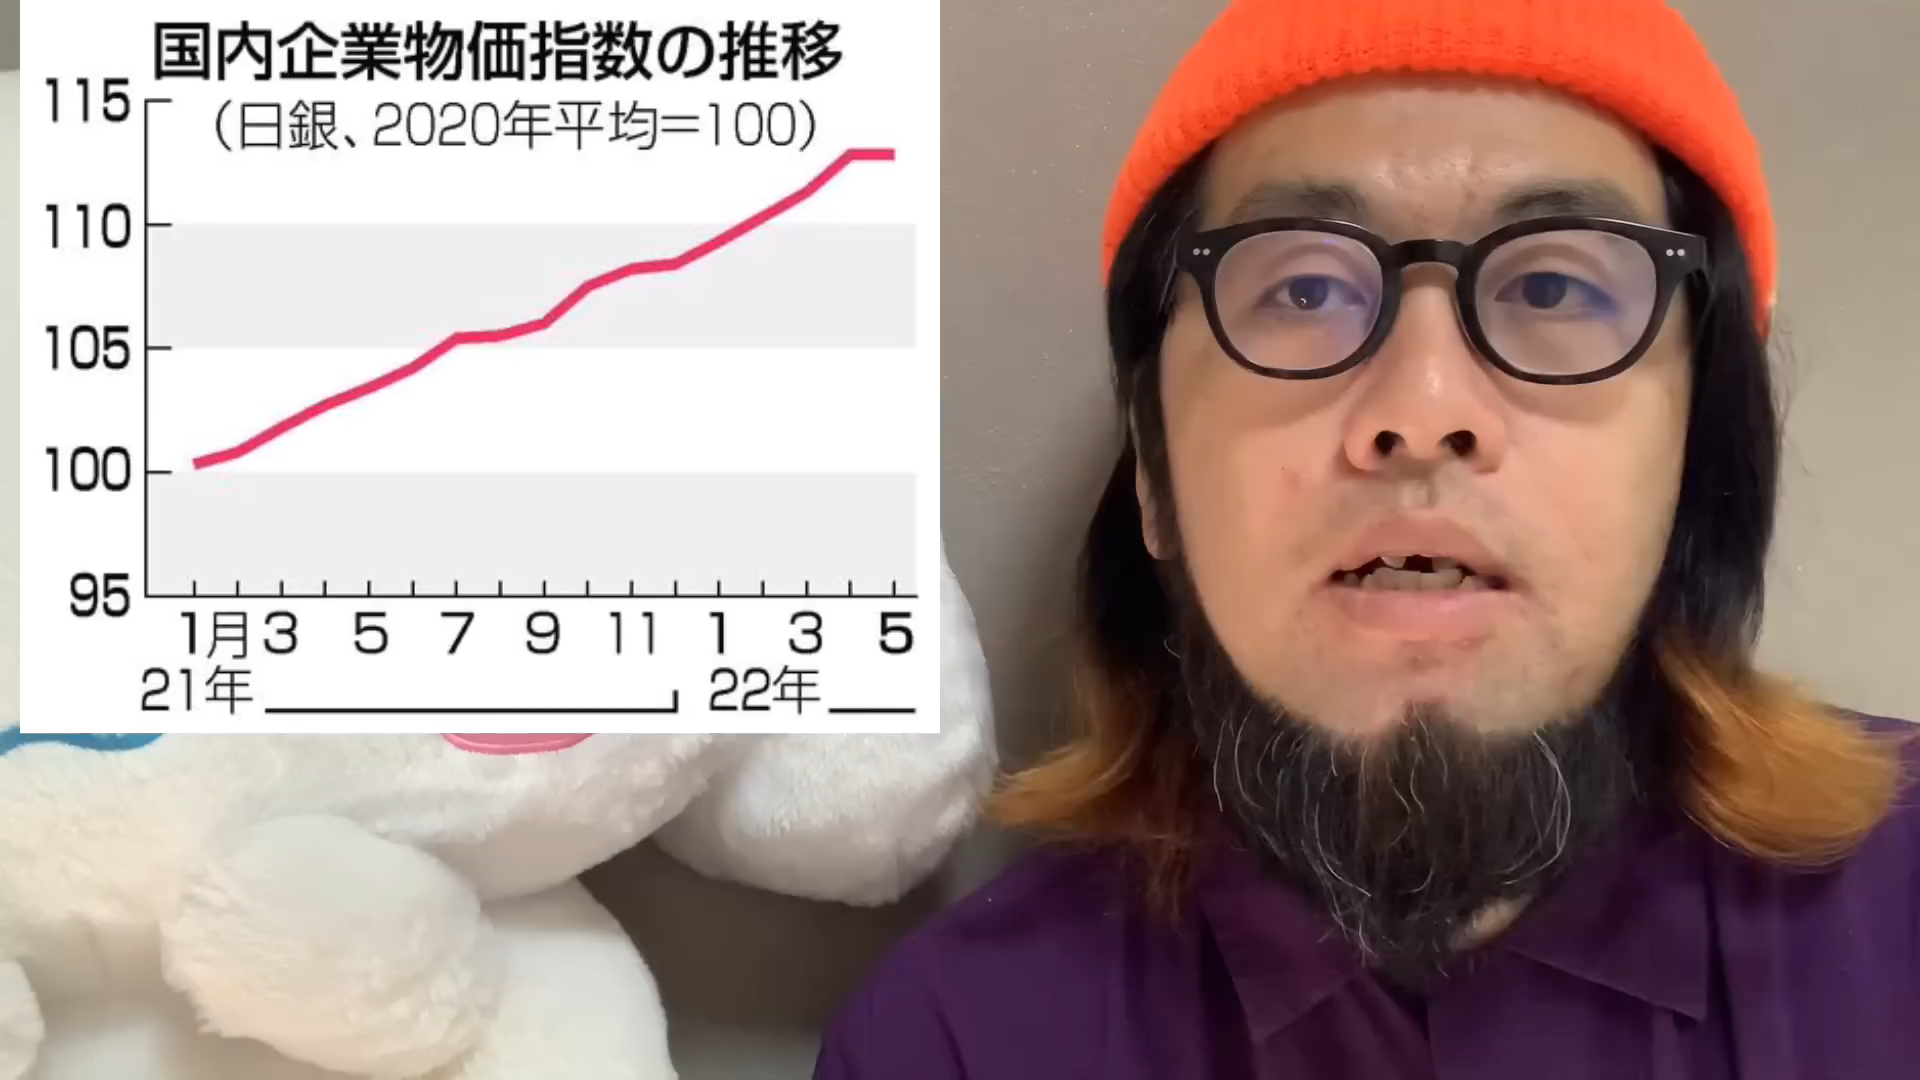 国内企業物価指数の推移
（日銀、2020年平均＝100）
115
110
105
100
95
1月 3 5 7 9 11 1 3 5
21年 22年